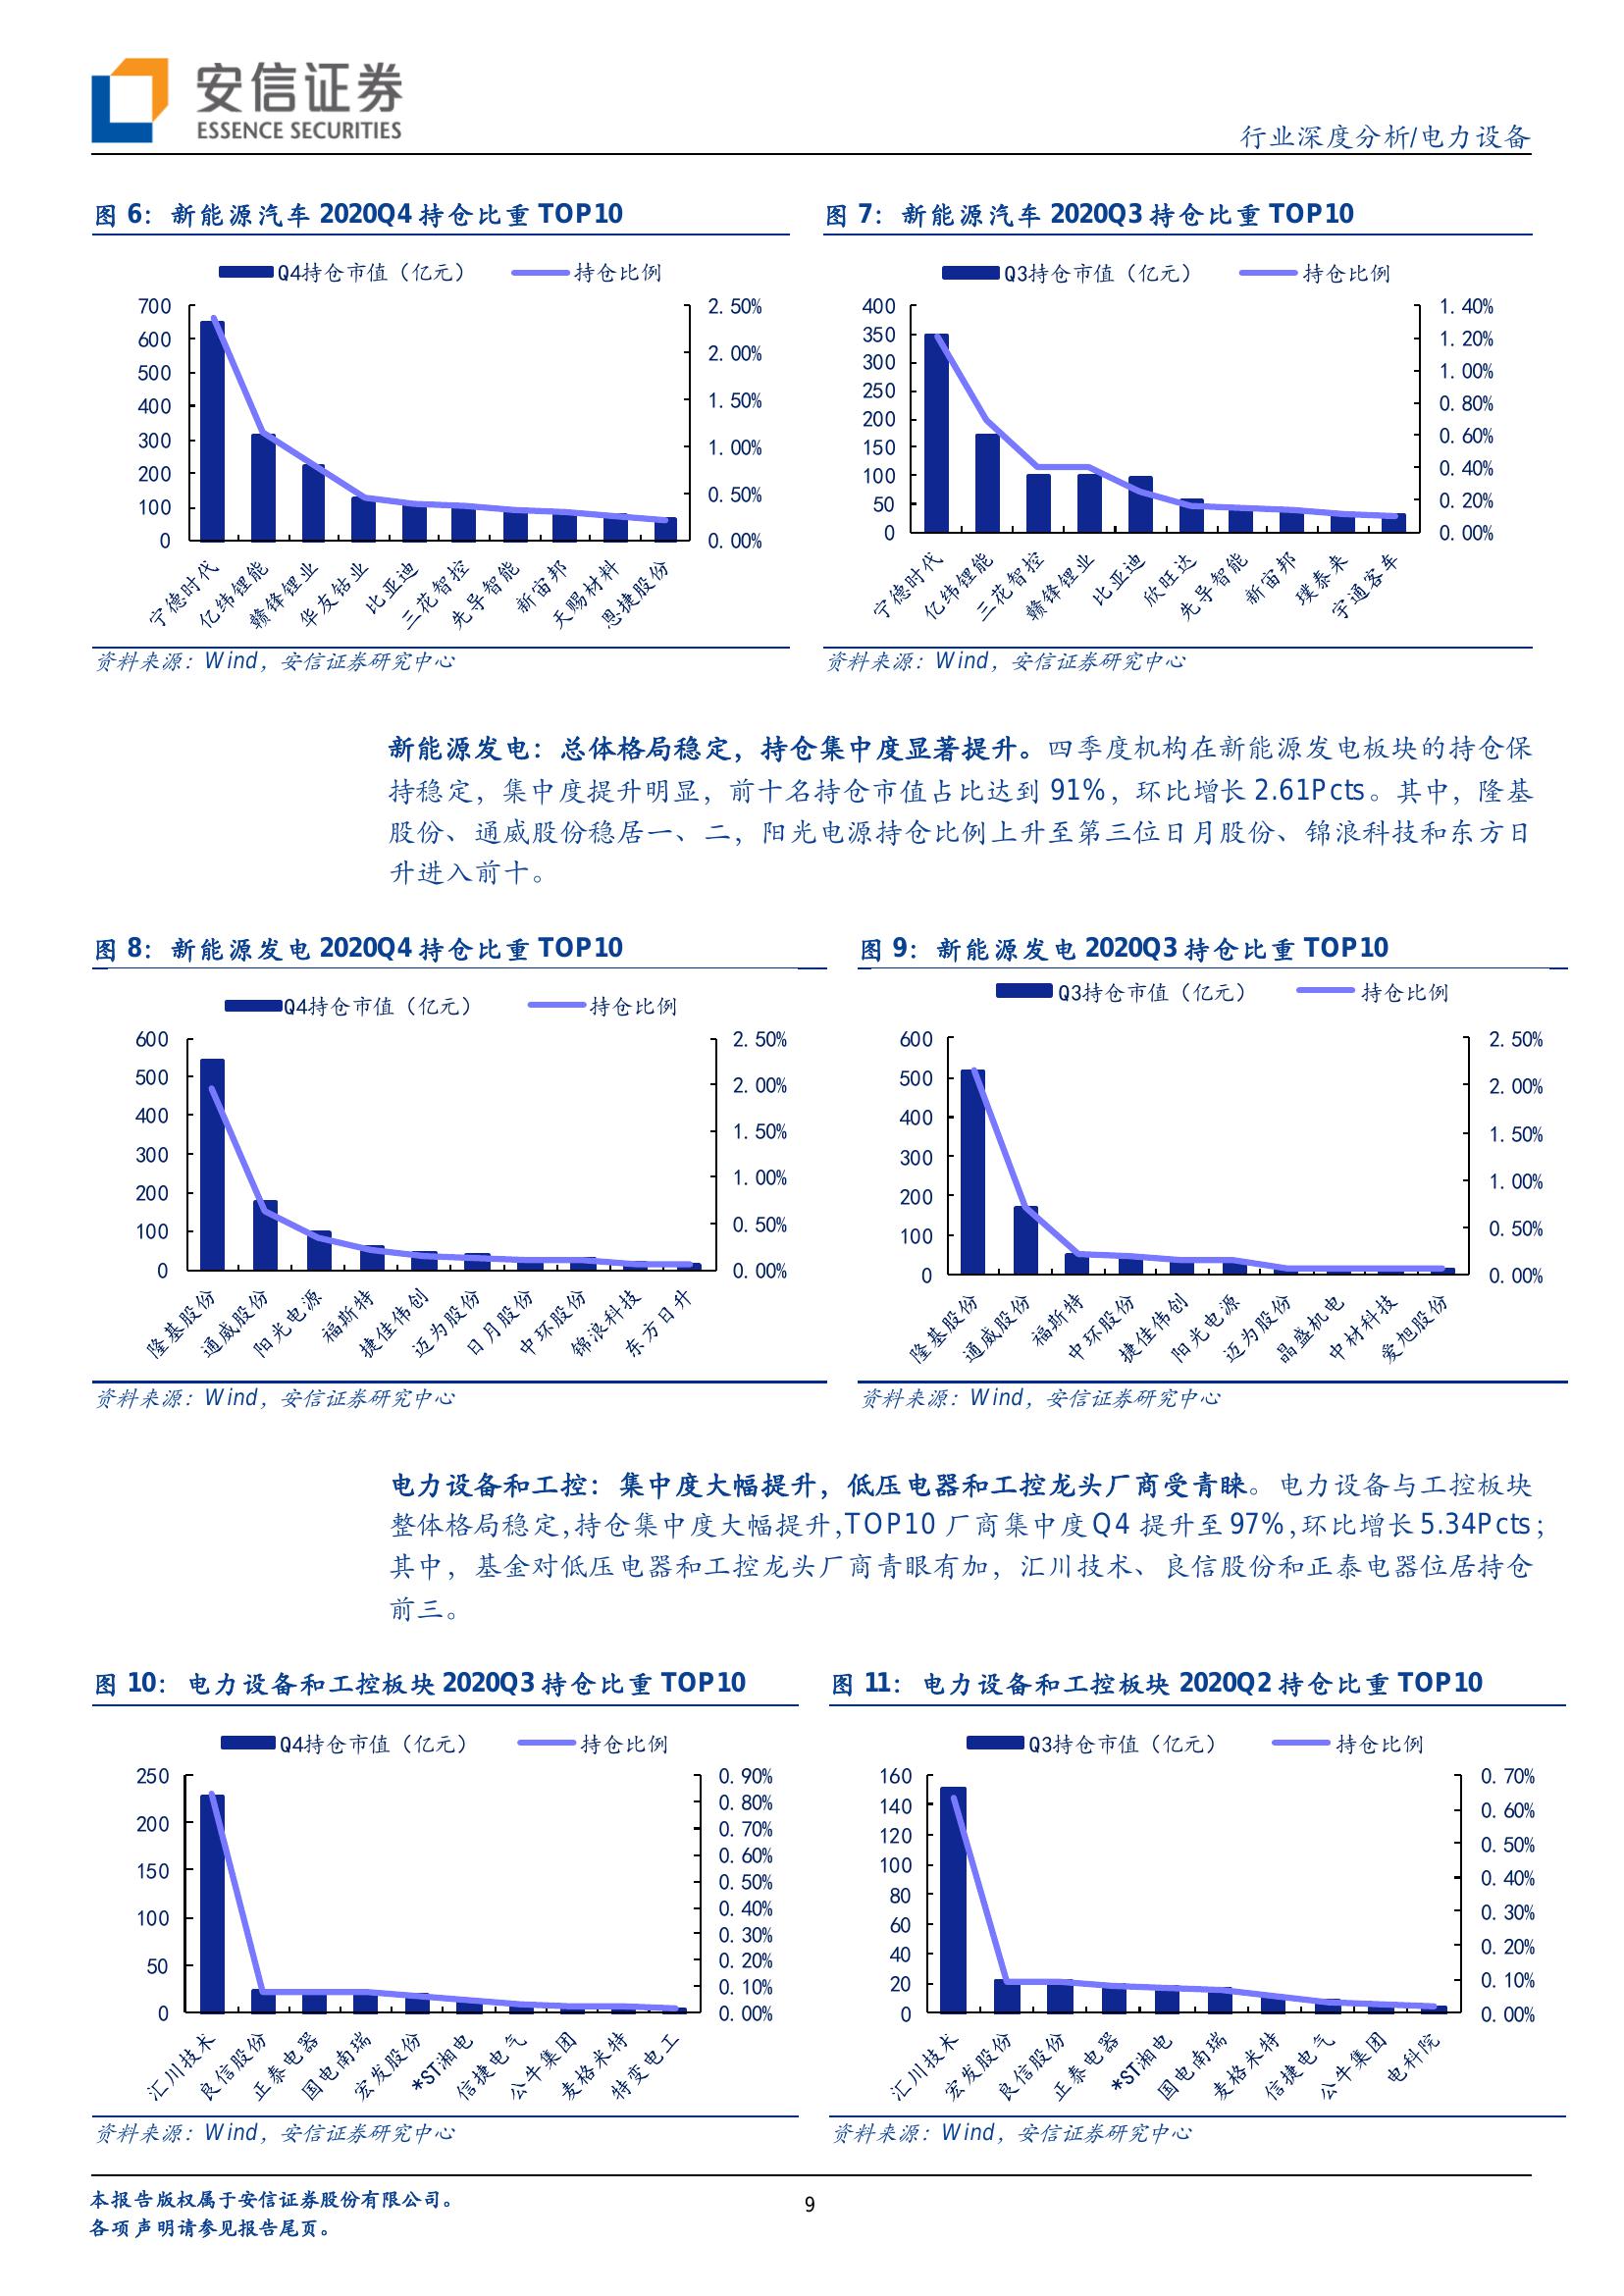 安信证券
ESSENCE SECURITIES
行业深度分析/电力设备
图 6：新能源汽车 2020Q4 持仓比重 TOP10
Q4持仓市值（亿元）
持仓比例
700
600
500
400
300
200
100
0
2.50%
2.00%
1.50%
1.00%
0.50%
0.00%
宁德时代
亿纬锂能
赣锋锂业
华友钴业
比亚迪
三花智控
先导智能
新宙邦
天赐材料
恩捷股份
资料来源：Wind，安信证券研究中心
图 7：新能源汽车 2020Q3 持仓比重 TOP10
Q3持仓市值（亿元）
持仓比例
400
350
300
250
200
150
100
50
0
1.40%
1.20%
1.00%
0.80%
0.60%
0.40%
0.20%
0.00%
宁德时代
亿纬锂能
三花智控
赣锋锂业
比亚迪
欣旺达
先导智能
新宙邦
璞泰来
宇通客车
资料来源：Wind，安信证券研究中心
新能源发电：总体格局稳定，持仓集中度显著提升。四季度机构在新能源发电板块的持仓保
持稳定，集中度提升明显，前十名持仓市值占比达到 91%，环比增长 2.61Pcts。其中，隆基
股份、通威股份稳居一、二，阳光电源持仓比例上升至第三位日月股份、锦浪科技和东方日
升进入前十。
图 8：新能源发电 2020Q4 持仓比重 TOP10
Q4持仓市值（亿元）
持仓比例
600
500
400
300
200
100
0
2.50%
2.00%
1.50%
1.00%
0.50%
0.00%
隆基股份
通威股份
阳光电源
福斯特
捷佳伟创
迈为股份
日月股份
中环股份
锦浪科技
东方日升
资料来源：Wind，安信证券研究中心
图 9：新能源发电 2020Q3 持仓比重 TOP10
Q3持仓市值（亿元）
持仓比例
600
500
400
300
200
100
0
2.50%
2.00%
1.50%
1.00%
0.50%
0.00%
隆基股份
通威股份
福斯特
中环股份
捷佳伟创
阳光电源
迈为股份
晶盛机电
中材科技
爱旭股份
资料来源：Wind，安信证券研究中心
电力设备和工控：集中度大幅提升，低压电器和工控龙头厂商受青睐。电力设备与工控板块
整体格局稳定,持仓集中度大幅提升,TOP10 厂商集中度 Q4 提升至 97%,环比增长 5.34Pcts；
其中，基金对低压电器和工控龙头厂商青眼有加，汇川技术、良信股份和正泰电器位居持仓
前三。
图 10：电力设备和工控板块 2020Q3 持仓比重 TOP10
Q4持仓市值（亿元）
持仓比例
250
200
150
100
50
0
0.90%
0.80%
0.70%
0.60%
0.50%
0.40%
0.30%
0.20%
0.10%
0.00%
汇川技术
良信股份
正泰电器
国电南瑞
宏发股份
*ST湘电
信捷电气
公牛集团
麦格米特
特变电工
资料来源：Wind，安信证券研究中心
图 11：电力设备和工控板块 2020Q2 持仓比重 TOP10
Q3持仓市值（亿元）
持仓比例
160
140
120
100
80
60
40
20
0
0.70%
0.60%
0.50%
0.40%
0.30%
0.20%
0.10%
0.00%
汇川技术
宏发股份
良信股份
正泰电器
*ST湘电
国电南瑞
麦格米特
信捷电气
公牛集团
电科院
资料来源：Wind，安信证券研究中心
本报告版权属于安信证券股份有限公司。
各项声明请参见报告尾页。
9